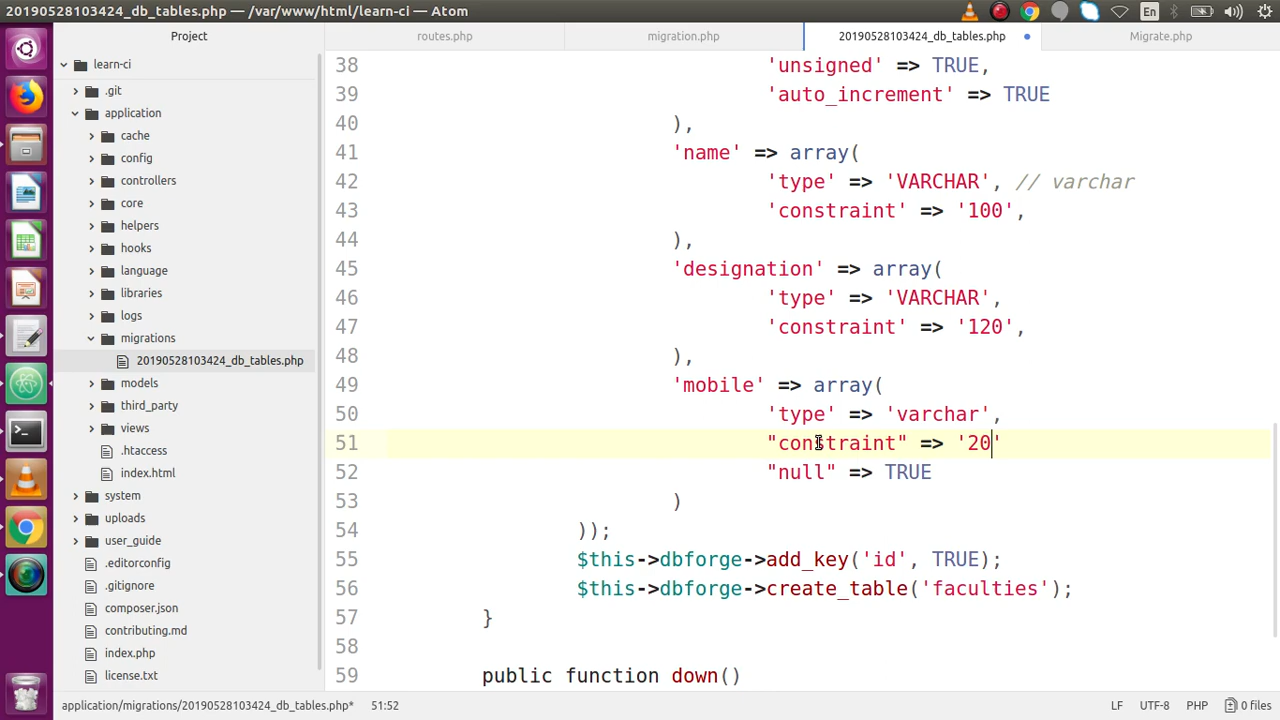 20190528103424_db_tables.php — /var/www/html/learn-ci — Atom
En
Project
routes.php
migration.php
20190528103424_db_tables.php
Migrate.php
learn-ci
.git
application
cache
config
controllers
core
helpers
hooks
language
libraries
logs
migrations
20190528103424_db_tables.php
models
third_party
views
.htaccess
index.html
system
uploads
user_guide
.editorconfig
.gitignore
composer.json
contributing.md
index.php
license.txt
38 'unsigned' => TRUE,
39 'auto_increment' => TRUE
40 ),
41 'name' => array(
42 'type' => 'VARCHAR', // varchar
43 'constraint' => '100',
44 ),
45 'designation' => array(
46 'type' => 'VARCHAR',
47 'constraint' => '120',
48 ),
49 'mobile' => array(
50 'type' => 'varchar',
51 "constraint" => '20'
52 "null" => TRUE
53 )
54 ));
55 $this->dbforge->add_key('id', TRUE);
56 $this->dbforge->create_table('faculties');
57 }
58
59 public function down()
application/migrations/20190528103424_db_tables.php* 51:52
LF UTF-8 PHP 0 files